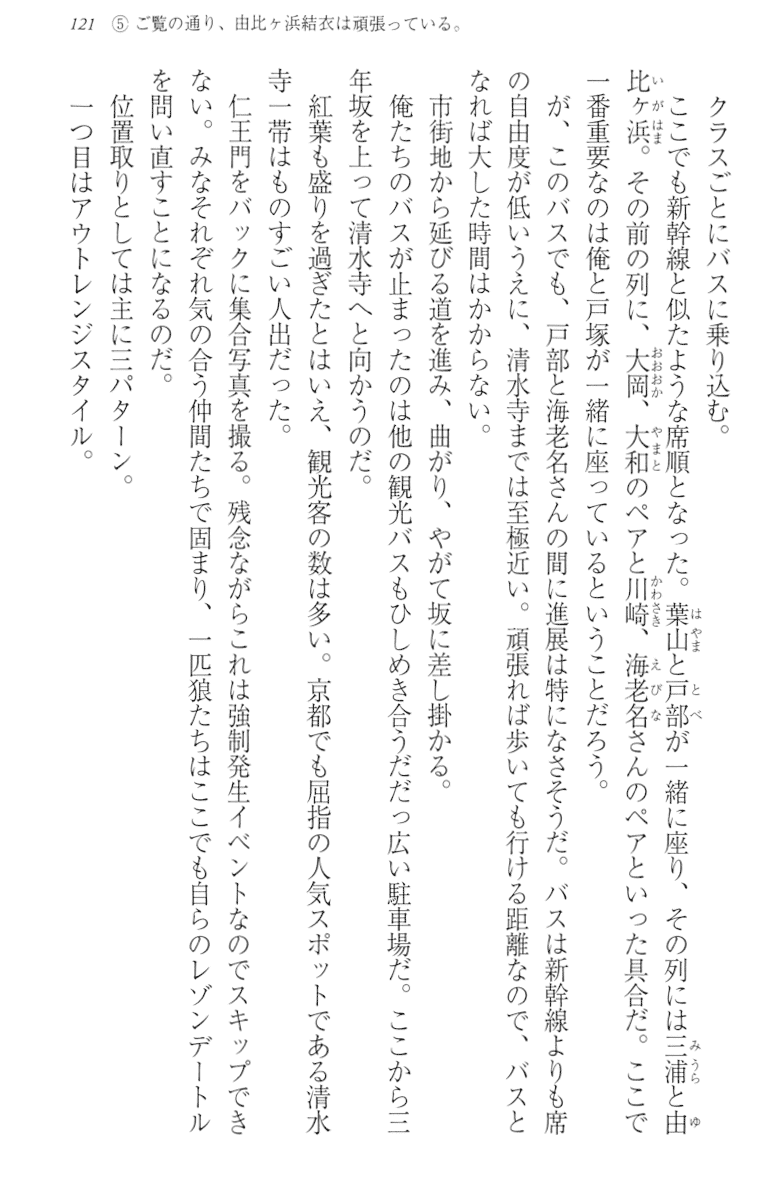 121 ⑤ ご覧の通り、由比ヶ浜結衣は頑張っている。
クラスごとにバスに乗り込む。
ここでも新幹線と似たような席順となった。葉山と戸部が一緒に座り、その列には三浦と由
比ヶ浜。その前の列に、大岡、大和のペアと川崎、海老名さんのペアといった具合だ。ここで
一番重要なのは俺と戸塚が一緒に座っているということだろう。
が、このバスでも、戸部と海老名さんの間に進展は特になさそうだ。バスは新幹線よりも席
の自由度が低いうえに、清水寺までは至極近い。頑張れば歩いても行ける距離なので、バスと
なれば大した時間はかからない。
市街地から延びる道を進み、曲がり、やがて坂に差し掛かる。
俺たちのバスが止まったのは他の観光バスもひしめき合うだだっ広い駐車場だ。ここから三
年坂を上って清水寺へと向かうのだ。
紅葉も盛りを過ぎたとはいえ、観光客の数は多い。京都でも屈指の人気スポットである清水
寺一帯はものすごい人出だった。
仁王門をバックに集合写真を撮る。残念ながらこれは強制発生イベントなのでスキップでき
ない。みなそれぞれ気の合う仲間たちで固まり、一匹狼たちはここでも自らのレゾンデートル
を問い直すことになるのだ。
位置取りとしては主に三パターン。
一つ目はアウトレンジスタイル。